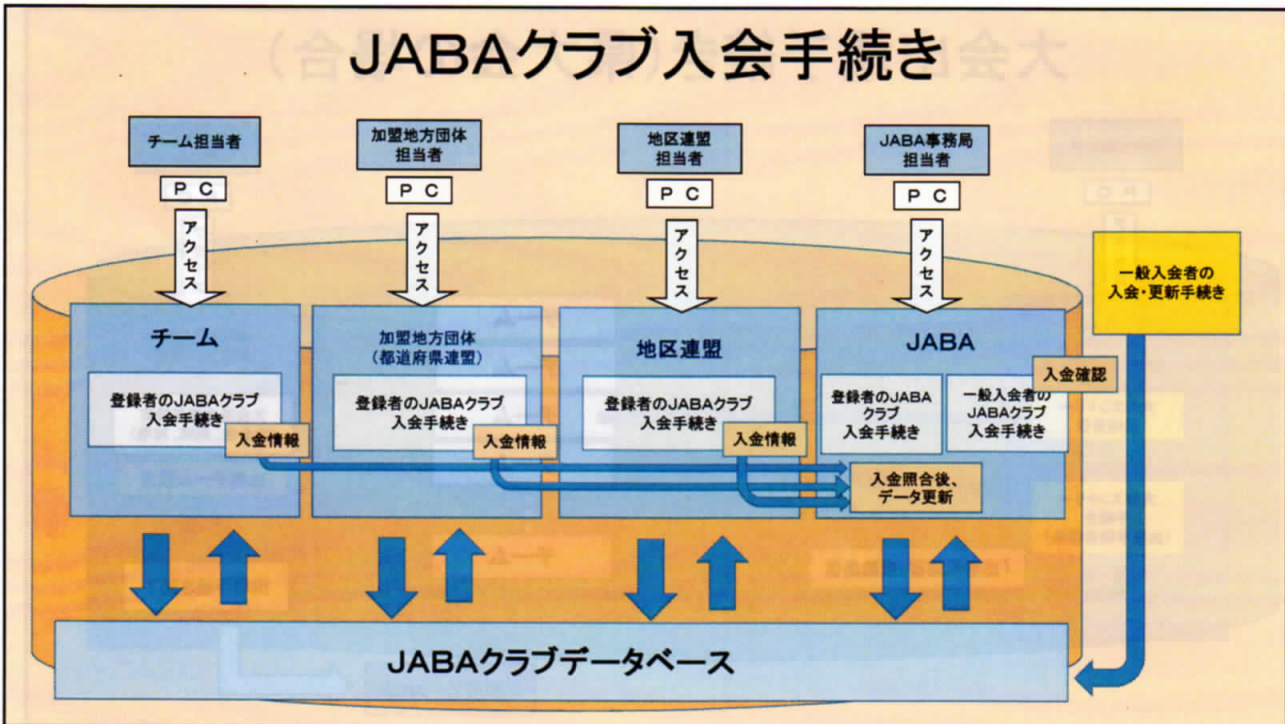 JABAクラブ入会手続き
チーム担当者
加盟地方団体
担当者
地区連盟
担当者
JABA事務局
担当者
PC
PC
PC
PC
アクセス
アクセス
アクセス
アクセス
一般入会者の
入会・更新手続き
チーム
加盟地方団体
(都道府県連盟)
地区連盟
JABA
入金確認
登録者のJABAクラブ
入会手続き
入金情報
登録者のJABAクラブ
入会手続き
入金情報
登録者のJABAクラブ
入会手続き
入金情報
登録者のJABA
クラブ
入会手続き
一般入会者の
JABAクラブ
入会手続き
入金照合後、
データ更新
JABAクラブデータベース